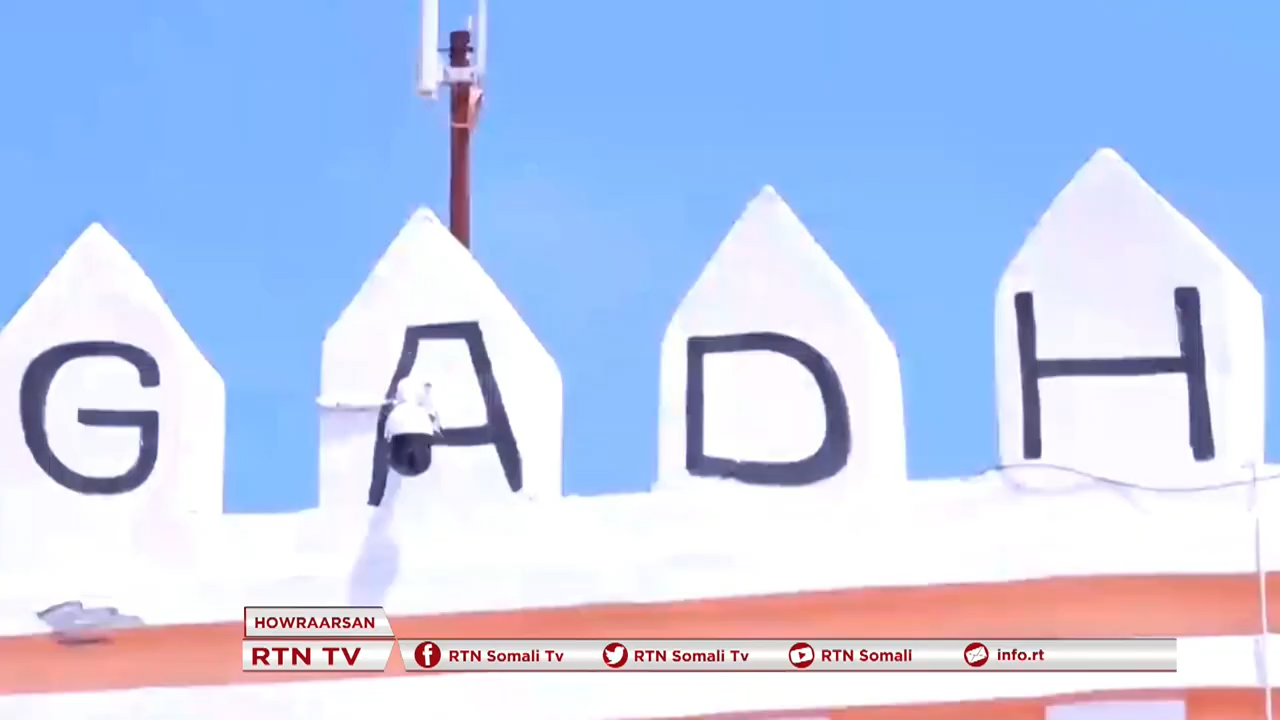 GADH
HOWRAARSAN
RTN TV
RTN Somali Tv
RTN Somali Tv
RTN Somali
info.rt